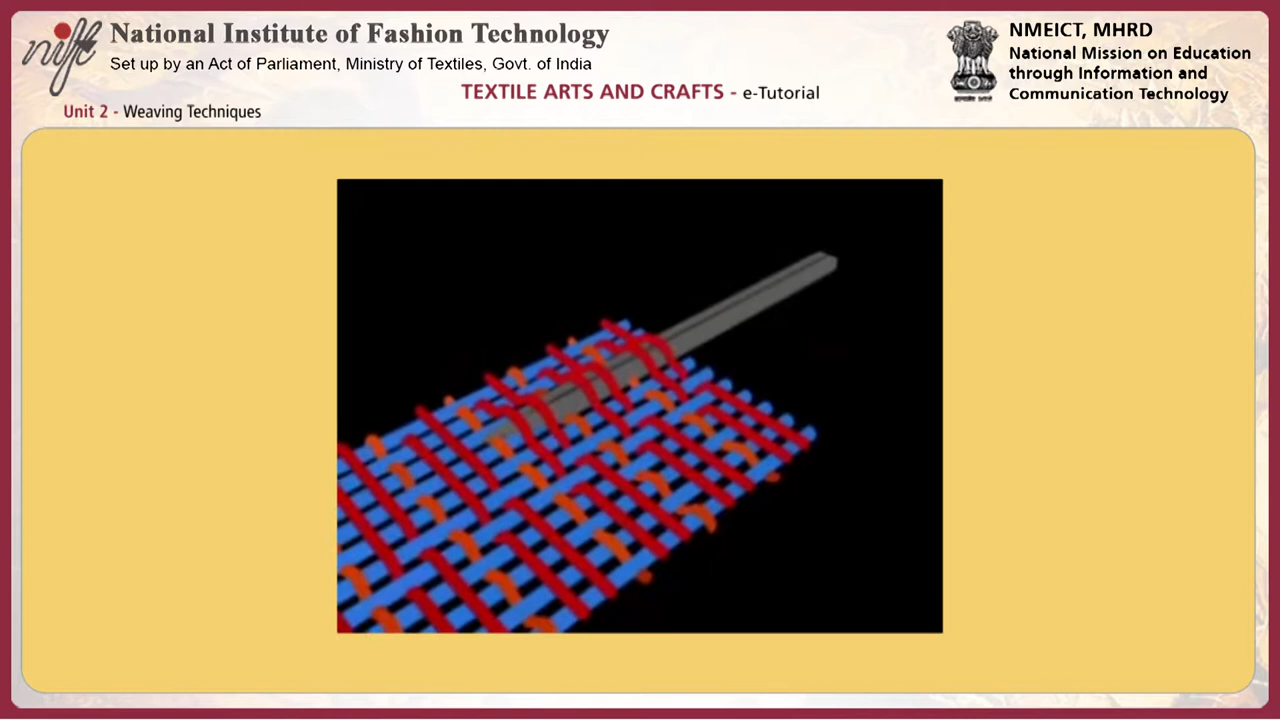 nift
National Institute of Fashion Technology
Set up by an Act of Parliament, Ministry of Textiles, Govt. of India
TEXTILE ARTS AND CRAFTS - e-Tutorial
Unit 2 - Weaving Techniques
NMEICT, MHRD
National Mission on Education
through Information and
Communication Technology